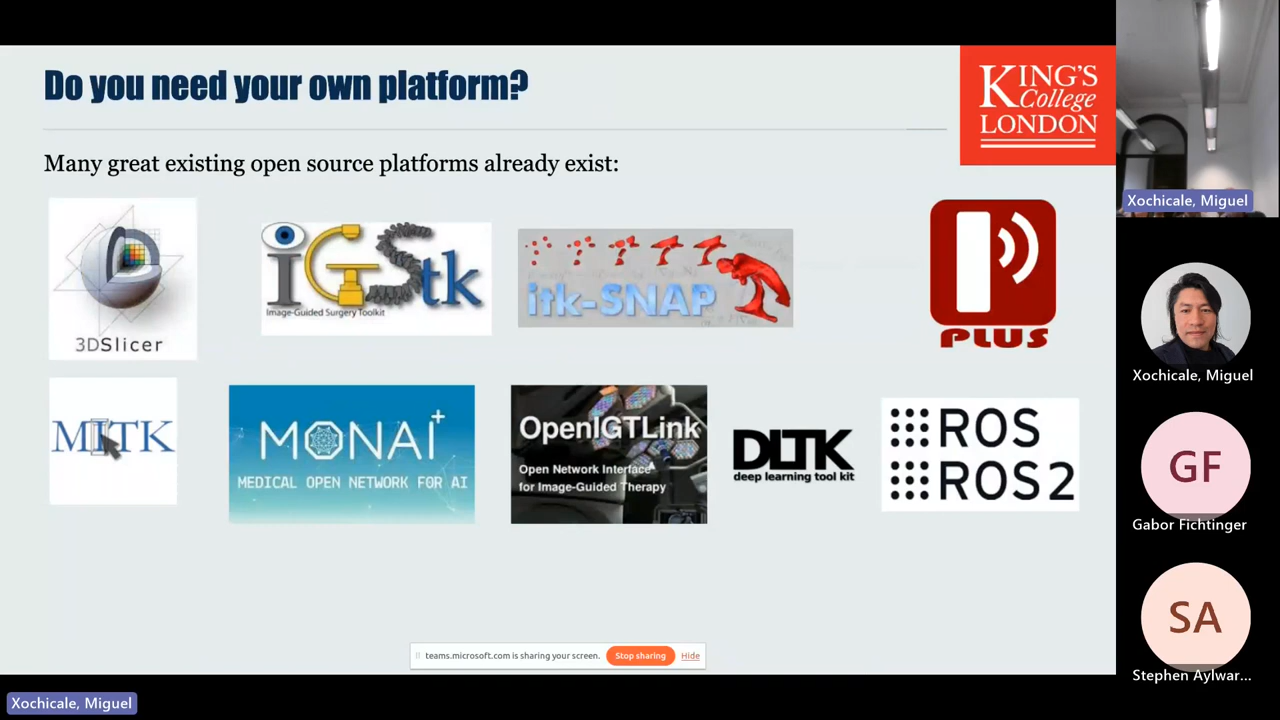 Do you need your own platform?
KING'S
College
LONDON
Many great existing open source platforms already exist:
3DSlicer
iGStk
Image-Guided Surgery Toolkit
itk-SNAP
P
PLUS
MITK
MONAI+
MEDICAL OPEN NETWORK FOR AI
OpenIGTLink
Open Network Interface
for Image-Guided Therapy
DLTK
deep learning tool kit
ROS
ROS2
teams.microsoft.com is sharing your screen.
Stop sharing
Hide
Xochicale, Miguel
Xochicale, Miguel
Xochicale, Miguel
GF
Gabor Fichtinger
SA
Stephen Aylwar...